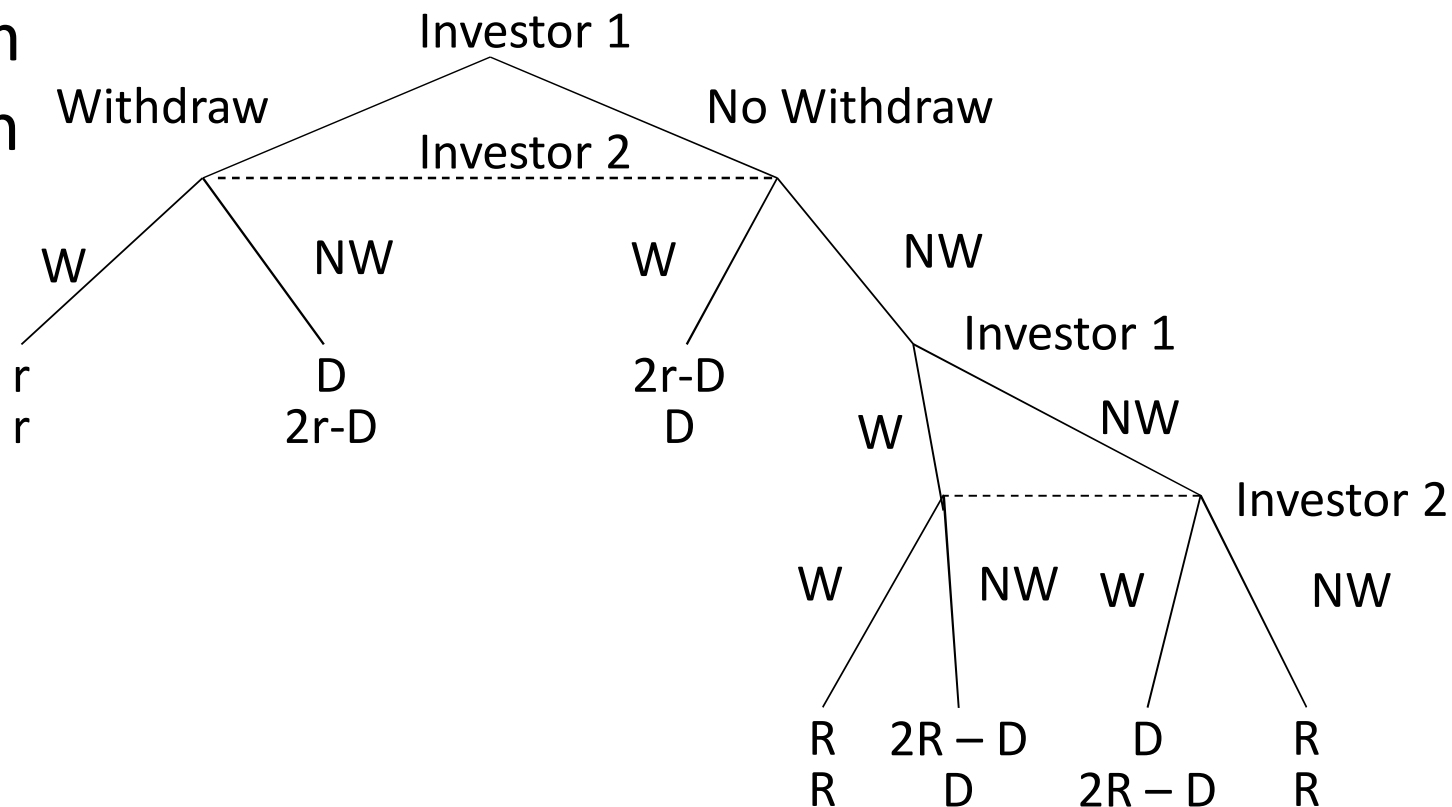 n
Investor 1
Withdraw
No Withdraw
n
Investor 2
W
NW
W
NW
Investor 1
r
D
2r-D
r
2r-D
D
W
NW
Investor 2
W
NW
W
NW
R
2R – D
D
R
R
D
2R – D
R